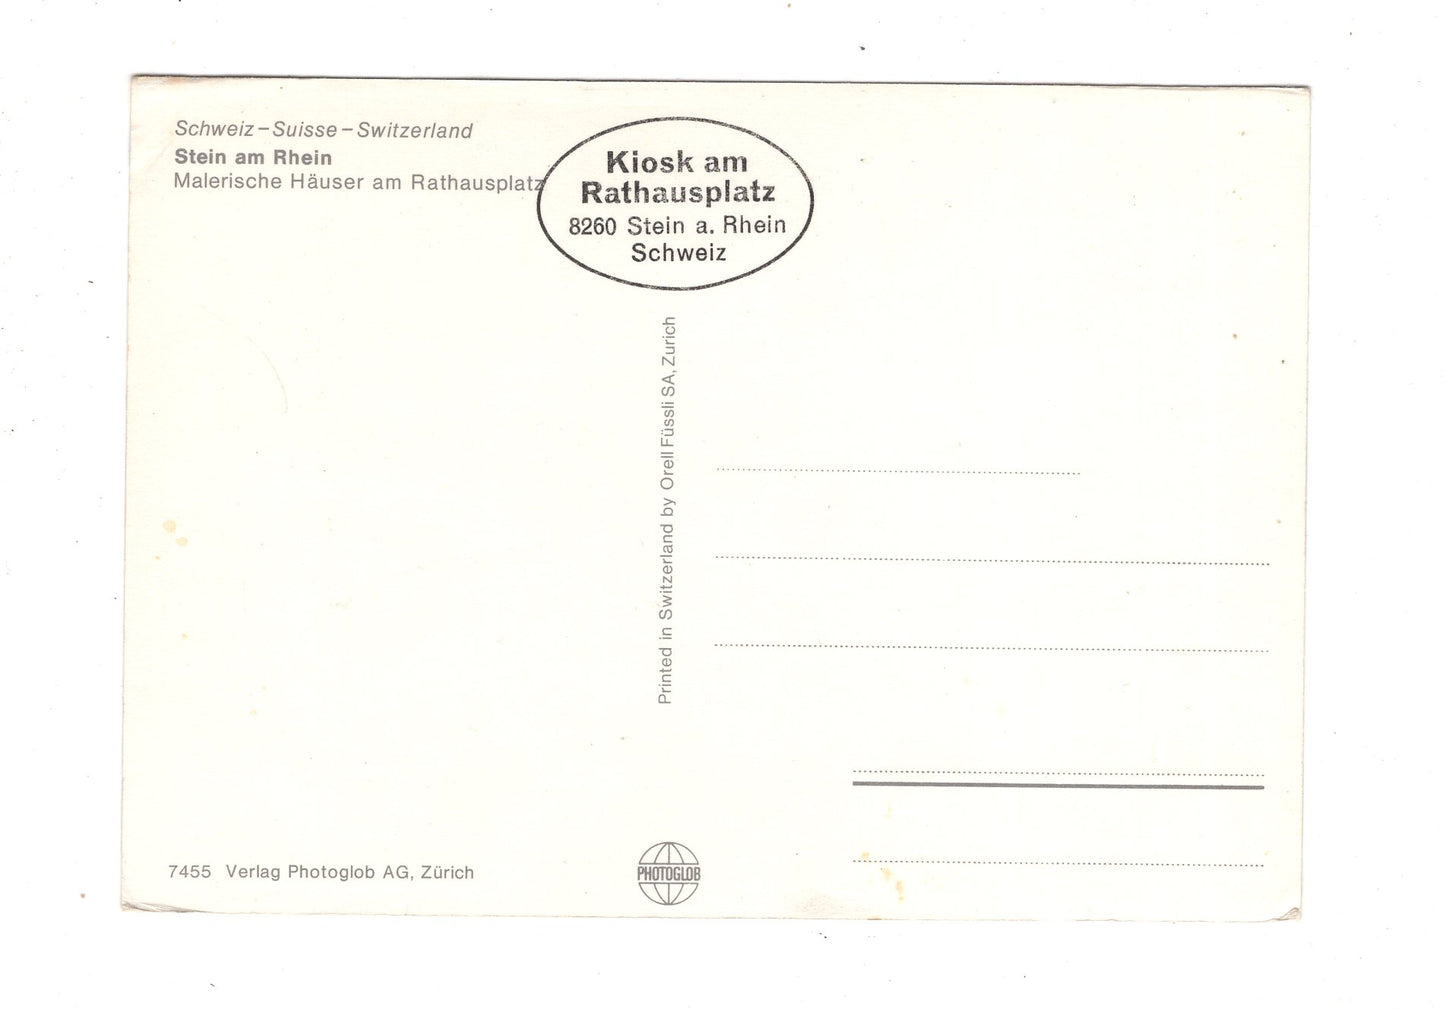 Schweiz – Suisse – Switzerland
Stein am Rhein
Malerische Häuser am Rathausplatz
Kiosk am
Rathausplatz
8260 Stein a. Rhein
Schweiz
Printed in Switzerland by Orell Füssli SA, Zurich
7455 Verlag Photoglob AG, Zürich
PHOTOGLOB